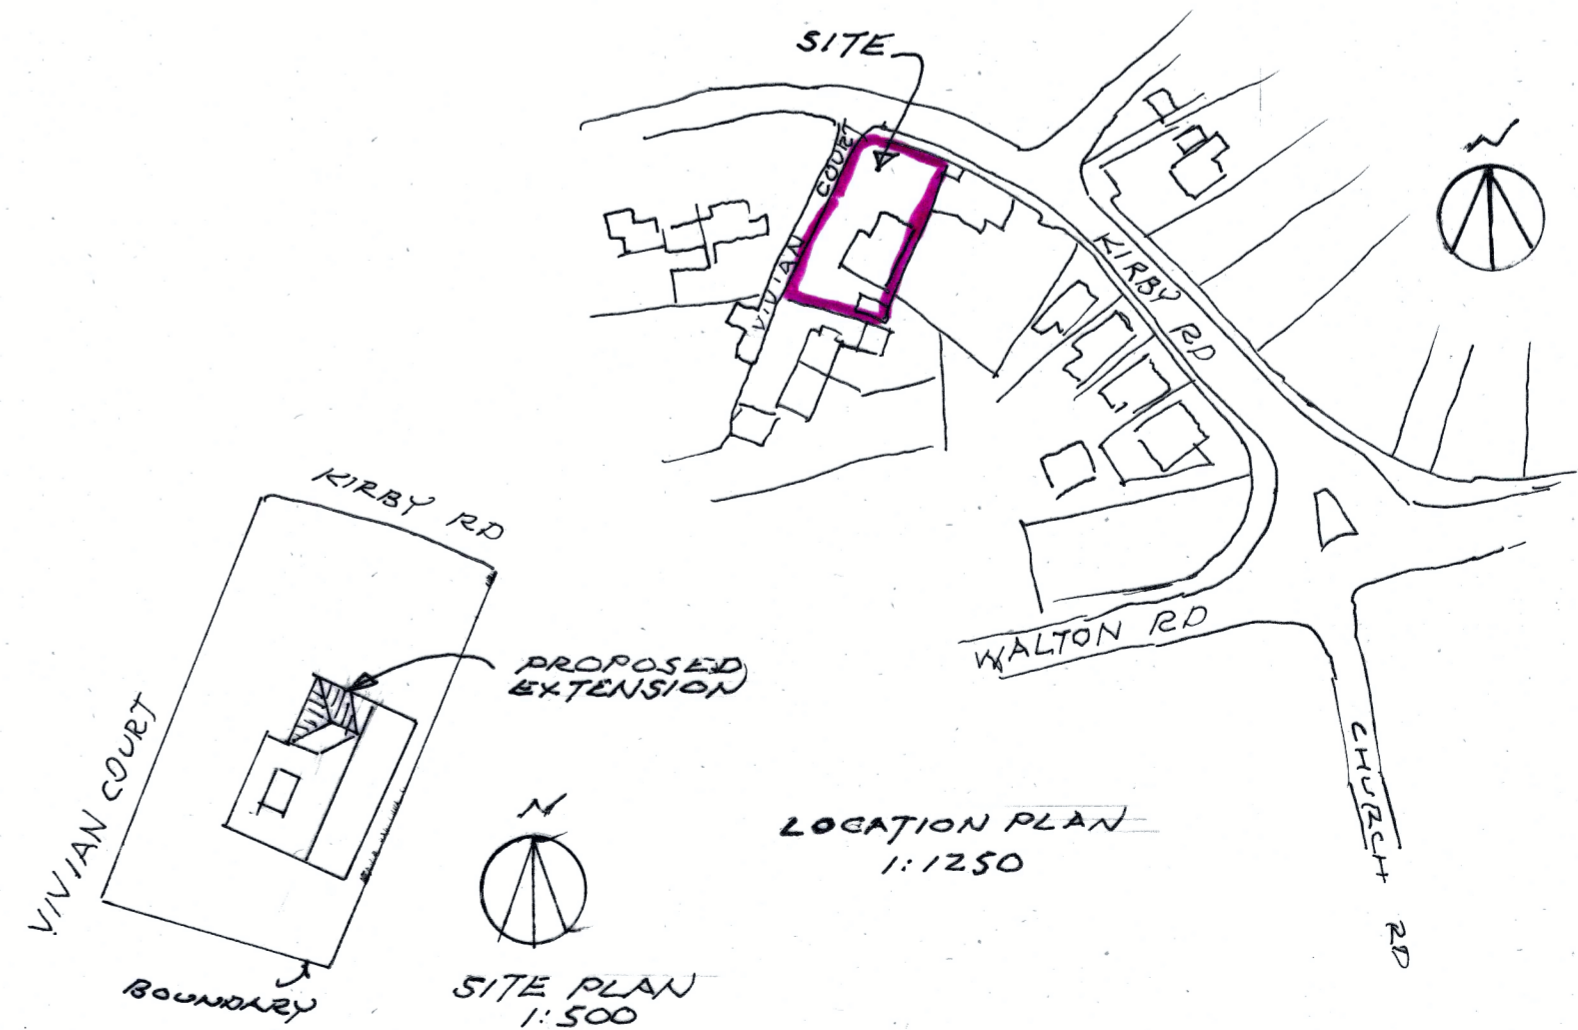 SITE
N
VIVIAN COURT
KIRBY RD
KIRBY RD
WALTON RD
PROPOSED
EXTENSION
VIVIAN COURT
CHURCH RD
N
LOCATION PLAN
1:1250
BOUNDARY
SITE PLAN
1:500